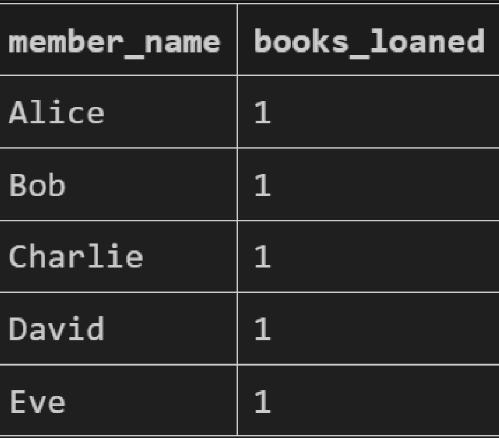 member_name books_loaned
Alice 1
Bob 1
Charlie 1
David 1
Eve 1